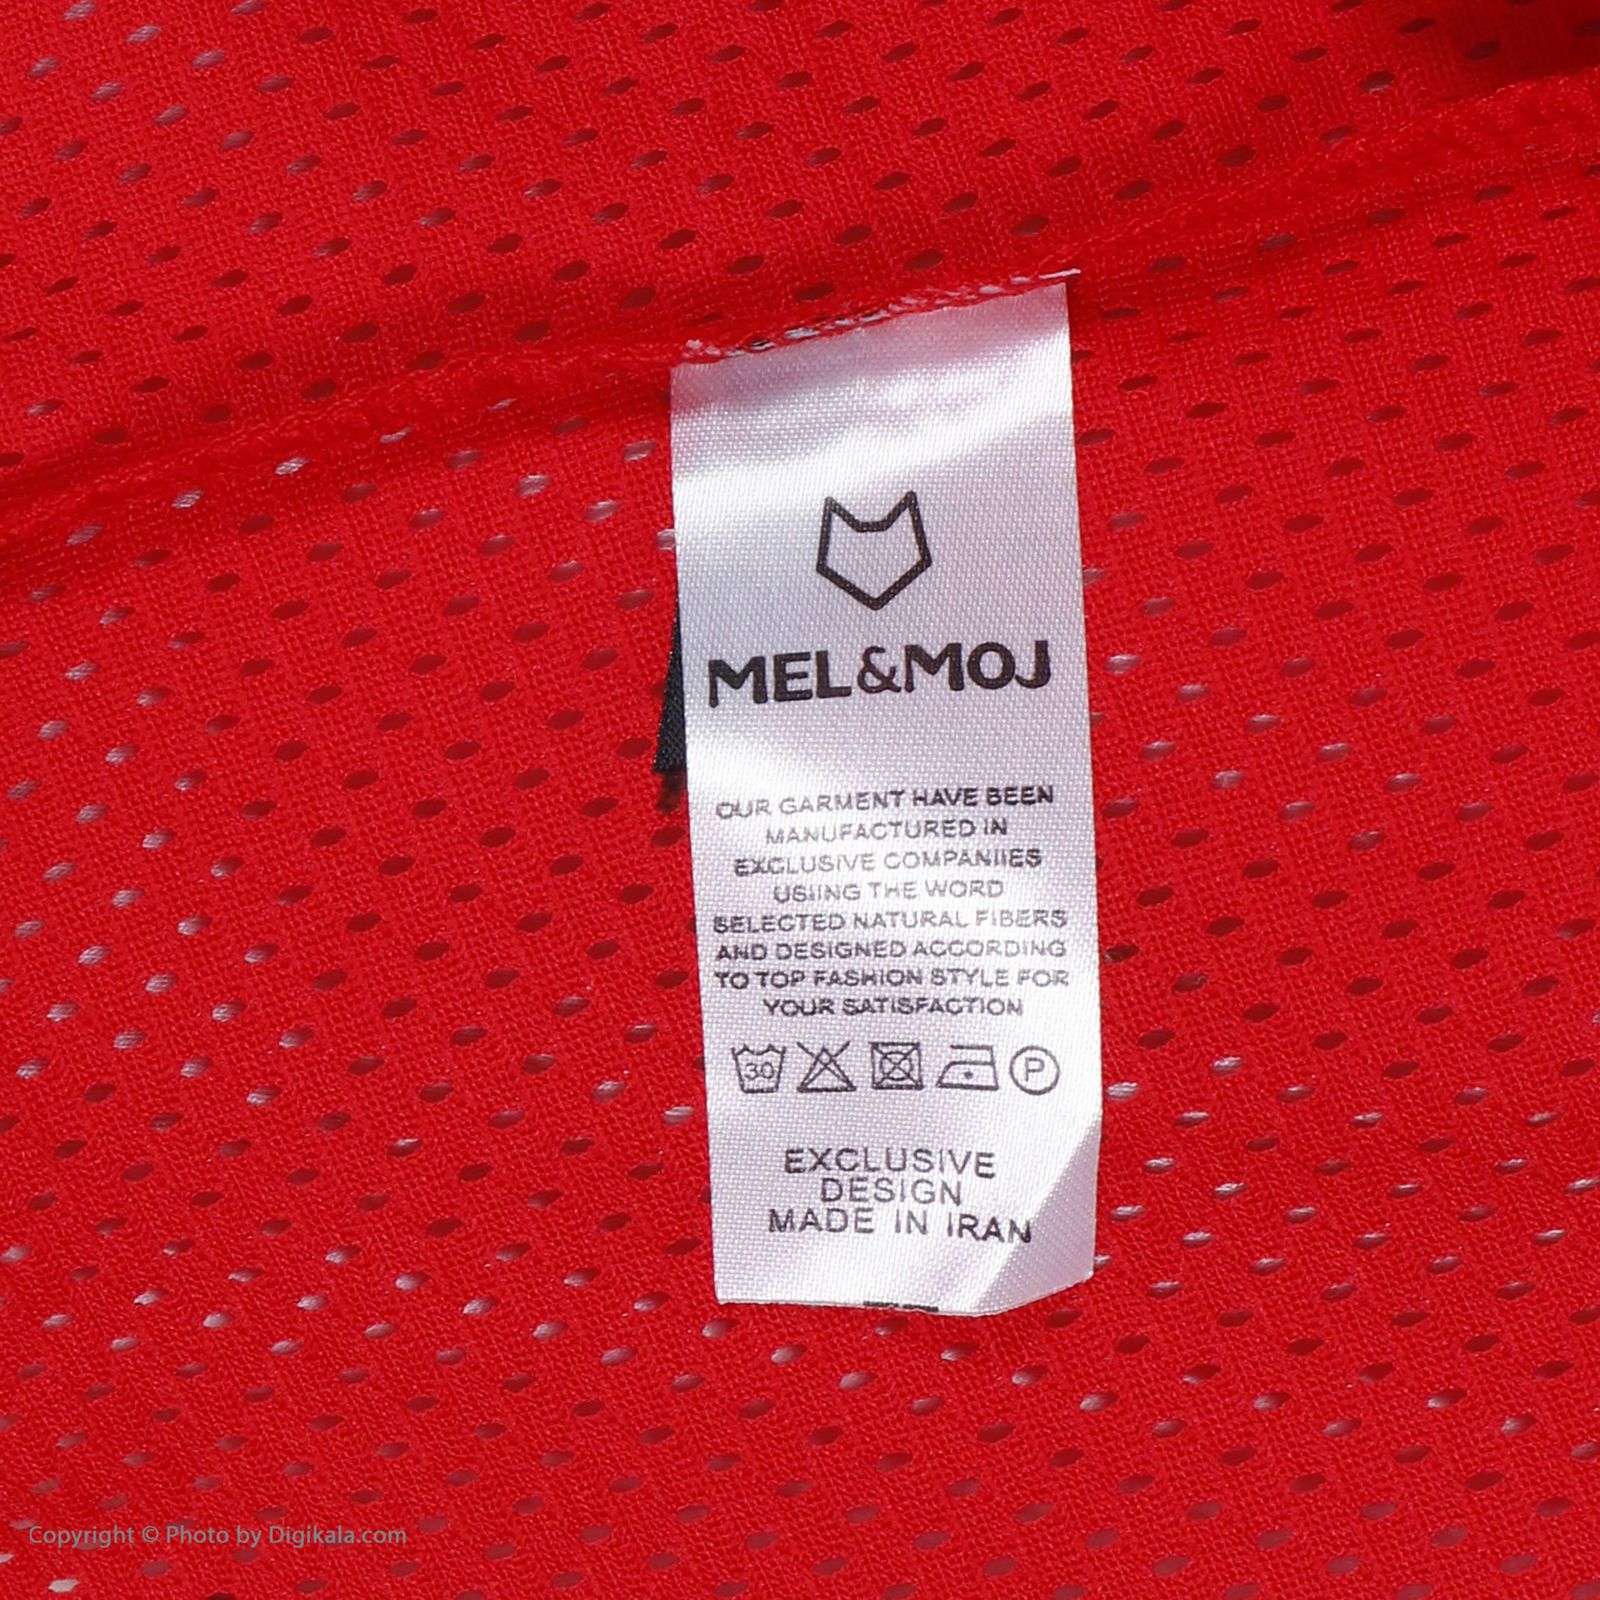 MEL&MOJ
OUR GARMENT HAVE BEEN
MANUFACTURED IN
EXCLUSIVE COMPANIIES
USIING THE WORD
SELECTED NATURAL FIBERS
AND DESIGNED ACCORDING
TO TOP FASHION STYLE FOR
YOUR SATISFACTION
30 P
EXCLUSIVE
DESIGN
MADE IN IRAN
Copyright © Photo by Digikala.com